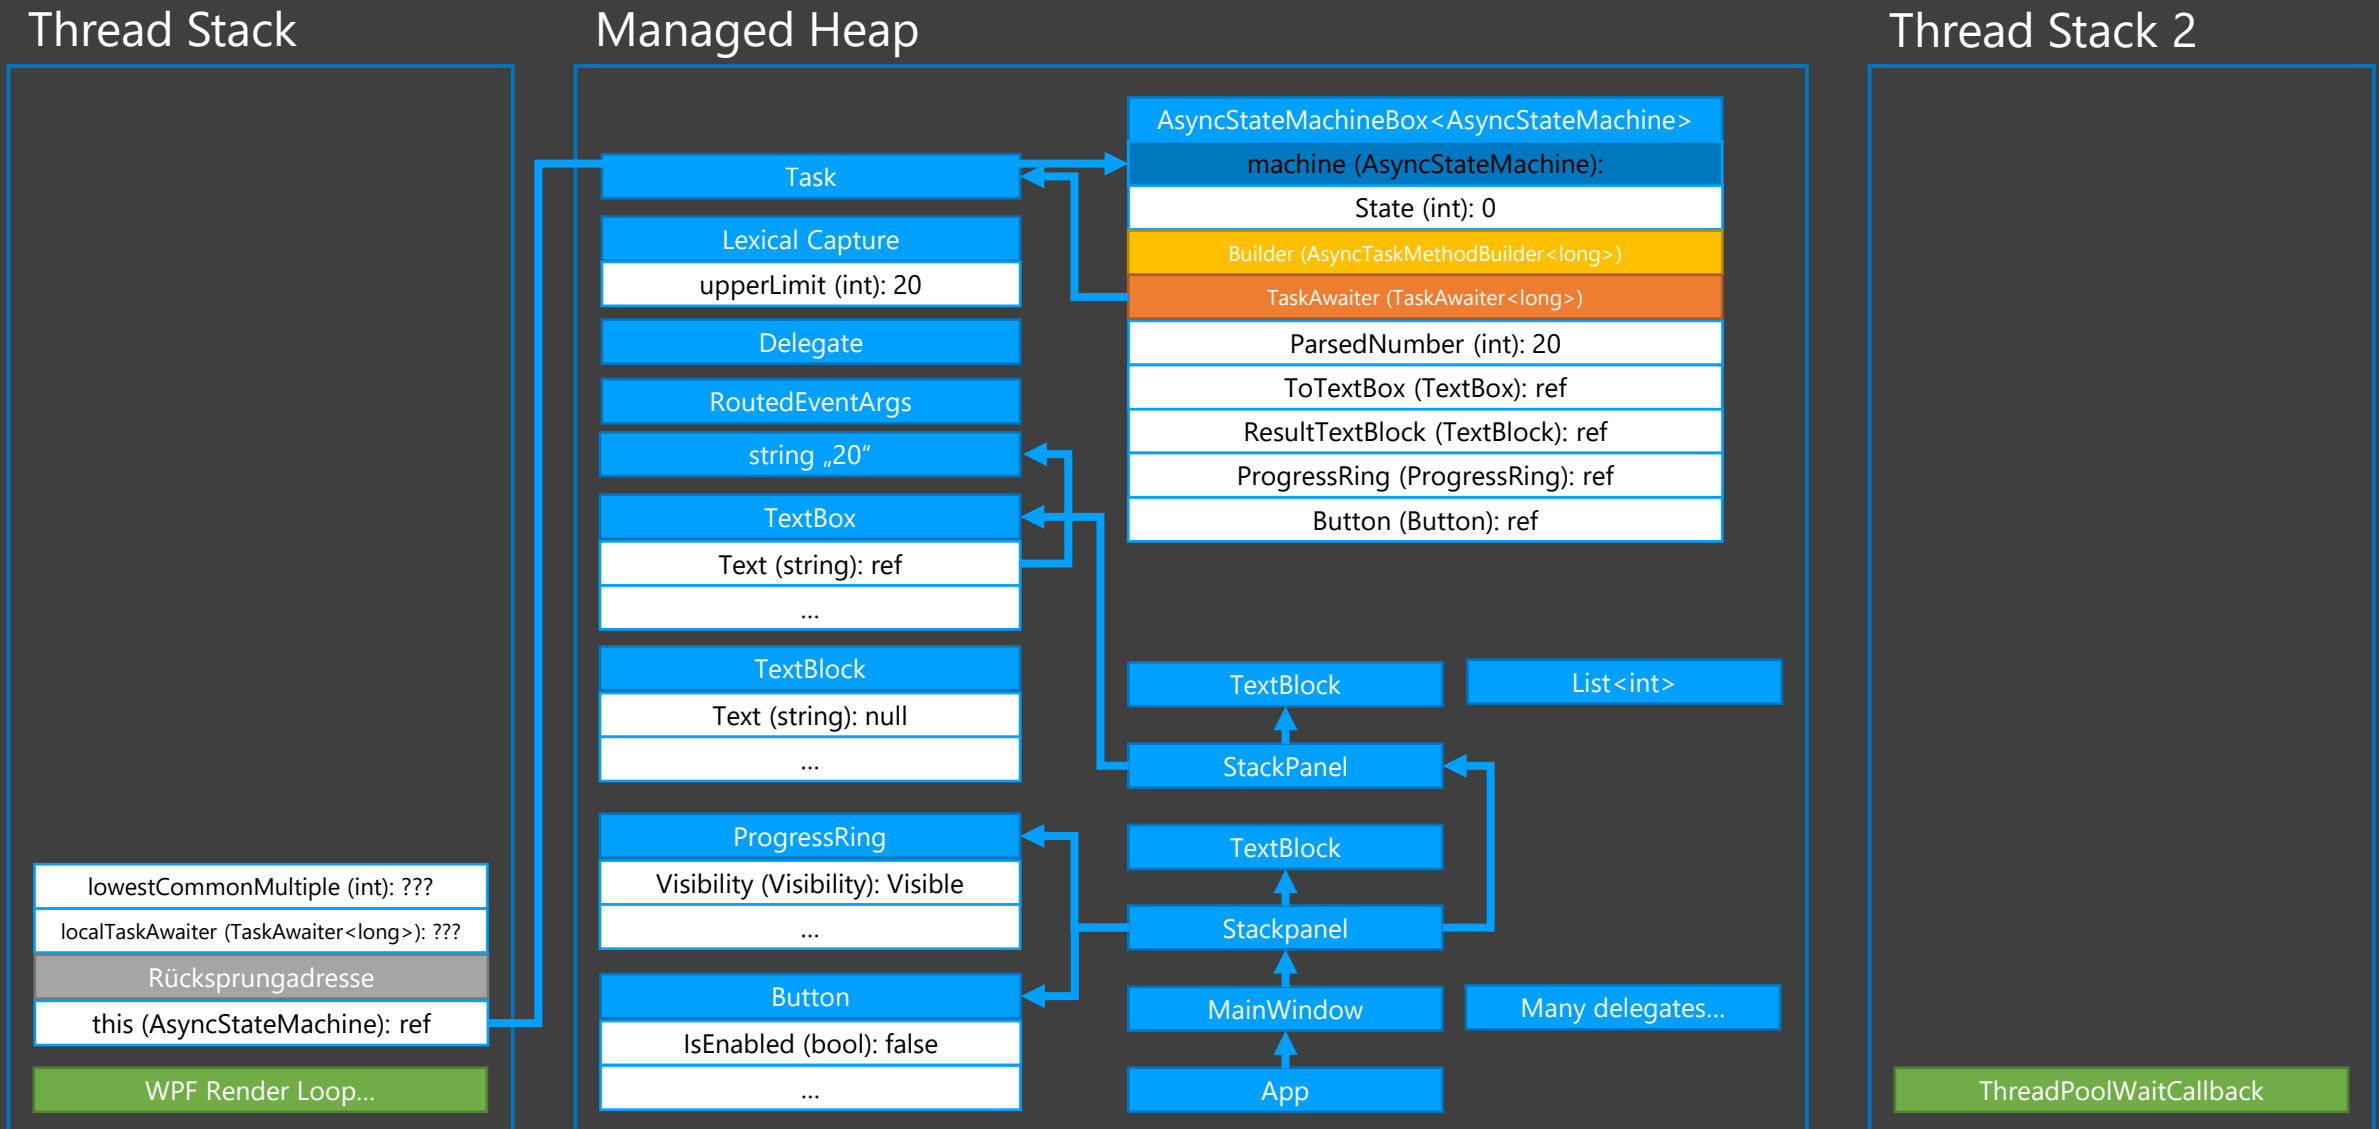 Thread Stack
lowestCommonMultiple (int): ???
localTaskAwaiter (TaskAwaiter<long>): ???
Rücksprungadresse
this (AsyncStateMachine): ref
WPF Render Loop...
Managed Heap
Task
Lexical Capture
upperLimit (int): 20
Delegate
RoutedEventArgs
string „20“
TextBox
Text (string): ref
...
TextBlock
Text (string): null
...
ProgressRing
Visibility (Visibility): Visible
...
Button
IsEnabled (bool): false
...
AsyncStateMachineBox<AsyncStateMachine>
machine (AsyncStateMachine):
State (int): 0
Builder (AsyncTaskMethodBuilder<long>)
TaskAwaiter (TaskAwaiter<long>)
ParsedNumber (int): 20
ToTextBox (TextBox): ref
ResultTextBlock (TextBlock): ref
ProgressRing (ProgressRing): ref
Button (Button): ref
TextBlock
List<int>
StackPanel
TextBlock
Stackpanel
MainWindow
Many delegates...
App
Thread Stack 2
ThreadPoolWaitCallback